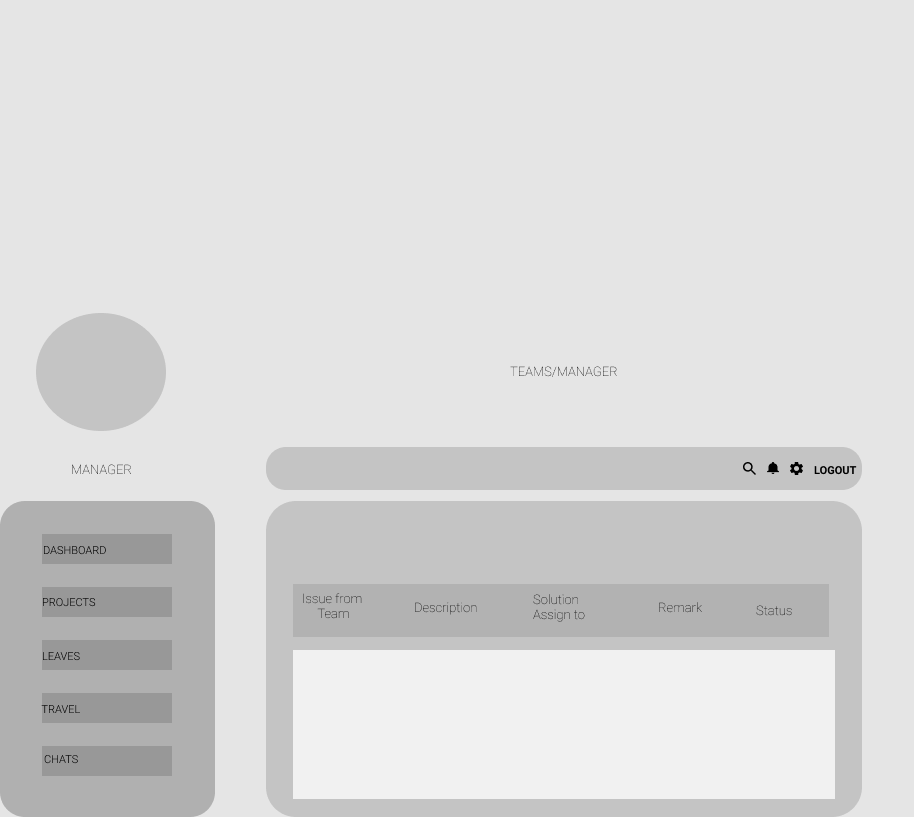 TEAMS/MANAGER
MANAGER
LOGOUT
DASHBOARD
PROJECTS
LEAVES
TRAVEL
CHATS
Issue from
Team
Description
Solution
Assign to
Remark
Status